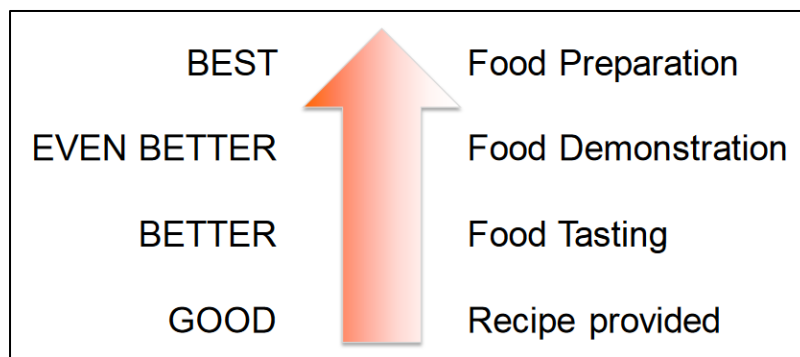 BEST Food Preparation
EVEN BETTER Food Demonstration
BETTER Food Tasting
GOOD Recipe provided